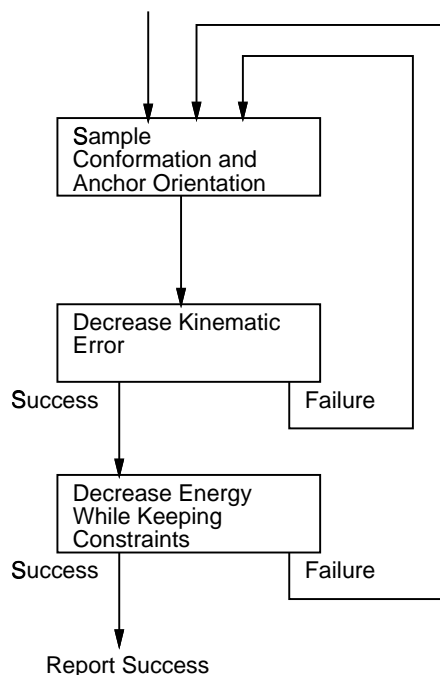 Sample
Conformation and
Anchor Orientation
Decrease Kinematic
Error
Success
Failure
Decrease Energy
While Keeping
Constraints
Success
Failure
Report Success